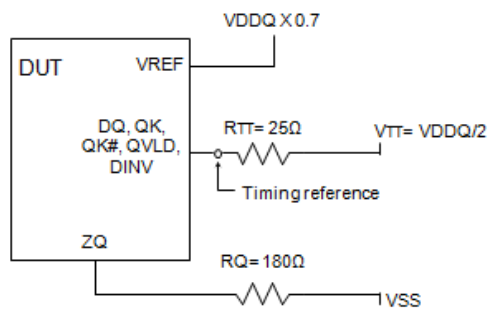 VDDQ X 0.7
DUT
VREF
DQ, QK,
QK#, QVLD,
DINV
RTT= 25Ω
VTT= VDDQ/2
Timing reference
ZQ
RQ= 180Ω
VSS